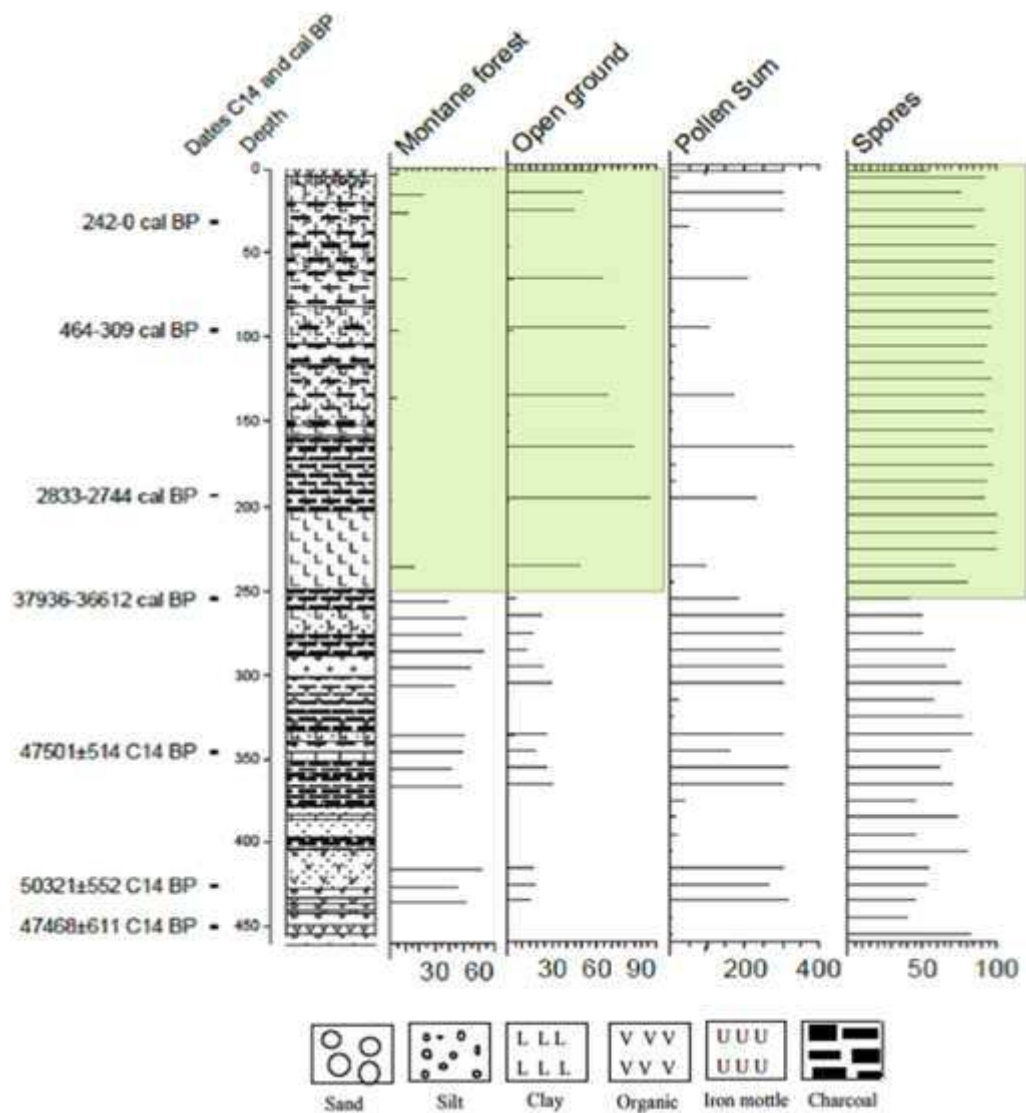 Dates C14 and cal BP
Depth
Montane forest
Open ground
Pollen Sum
Spores
0
242-0 cal BP
50
464-309 cal BP
100
150
2833-2744 cal BP
200
250
37936-36612 cal BP
300
47501±514 C14 BP
350
400
50321±552 C14 BP
47468±611 C14 BP
450
30 60
30 60 90
200 400
50 100
L L L
L L L
V V V
V V V
U U U
U U U
Sand
Silt
Clay
Organic
Iron mottle
Charcoal